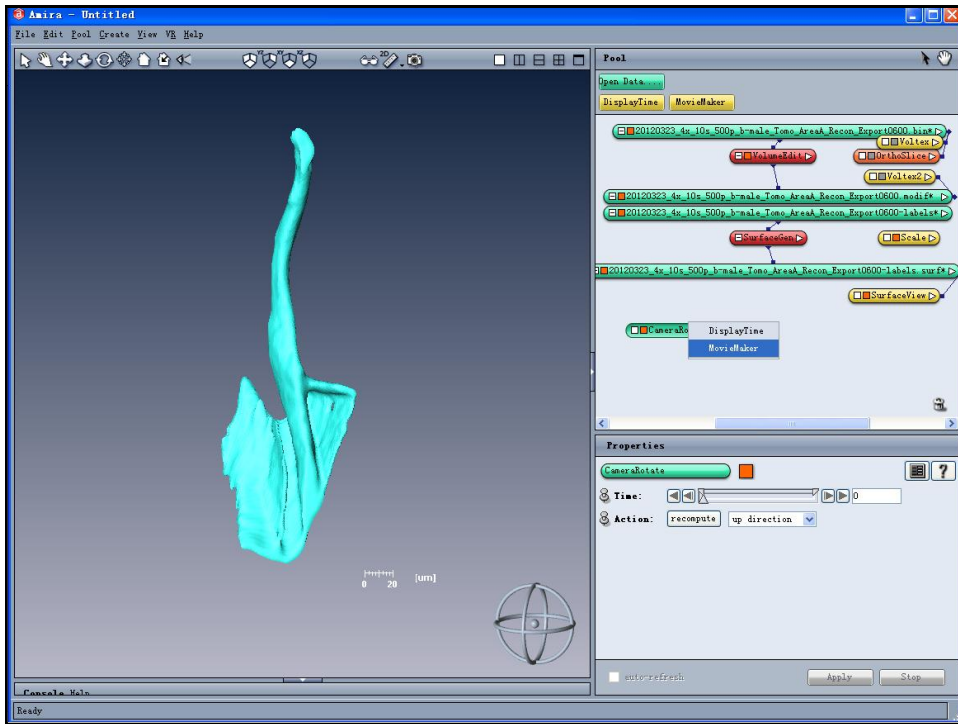 Amira - Untitled
File Edit Pool Create View VR Help
2D
Pool
Open Data....
DisplayTime MovieMaker
20120323_4x_10s_500p_b-male_Tomo_AreaA_Recon_Export0600.bin*
Voltex
VolumeEdit OrthoSlice
Voltex2
20120323_4x_10s_500p_b-male_Tomo_AreaA_Recon_Export0600.modif*
20120323_4x_10s_500p_b-male_Tomo_AreaA_Recon_Export0600-labels*
SurfaceGen Scale
20120323_4x_10s_500p_b-male_Tomo_AreaA_Recon_Export0600-labels.surf*
SurfaceView
CameraRo DisplayTime
MovieMaker
Properties
CameraRotate ?
Time: 0
Action: recompute up direction
0 20 [um]
auto-refresh Apply Stop
Console Help
Ready